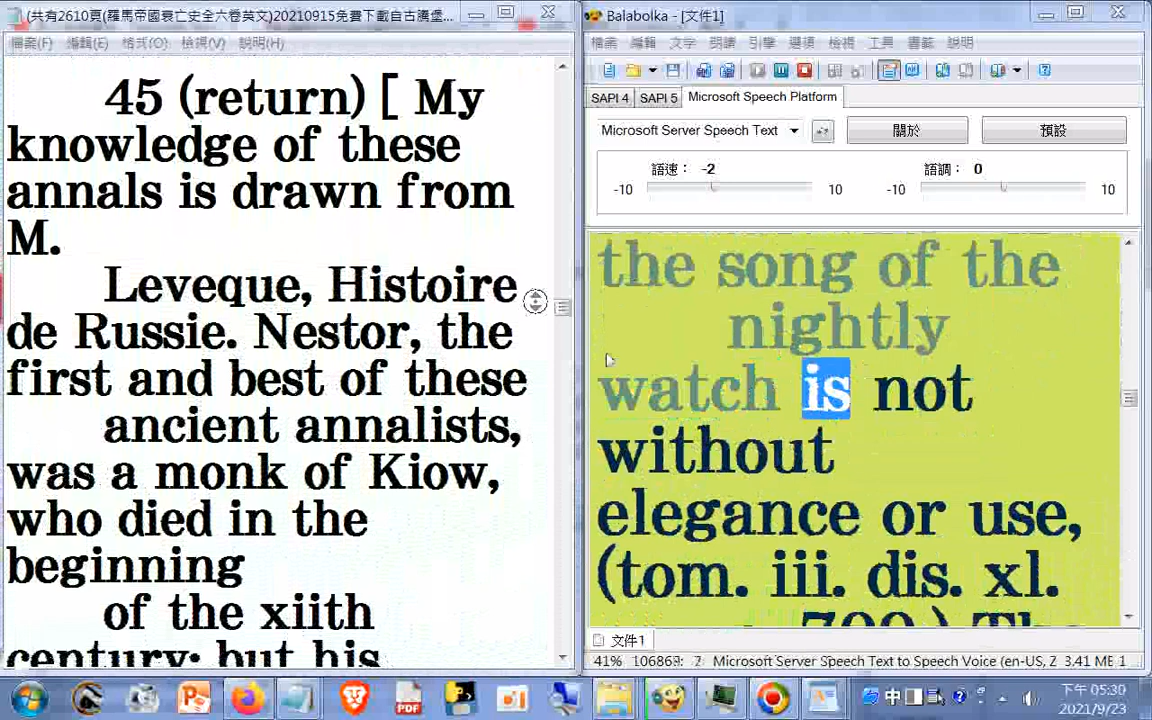 (共有2610頁(羅馬帝國衰亡史全六卷英文)20210915免費下載自古騰堡...
檔案(F) 編輯(E) 格式(O) 檢視(V) 說明(H)
45 (return) [ My
knowledge of these
annals is drawn from
M.
Leveque, Histoire
de Russie. Nestor, the
first and best of these
ancient annalists,
was a monk of Kiow,
who died in the
beginning
of the xiith
century; but his
Balabolka - [文件1]
檔案 編輯 文字 朗讀 引擎 選項 檢視 工具 書籤 說明
SAPI 4 SAPI 5 Microsoft Speech Platform
Microsoft Server Speech Text 關於 預設
語速： -2 語調： 0
-10 10 -10 10
the song of the
nightly
watch is not
without
elegance or use,
(tom. iii. dis. xl.
文件1
41% Microsoft Server Speech Text to Speech Voice (en-US, Z 3.41 ME 1
中 下午 05:30
2021/9/23